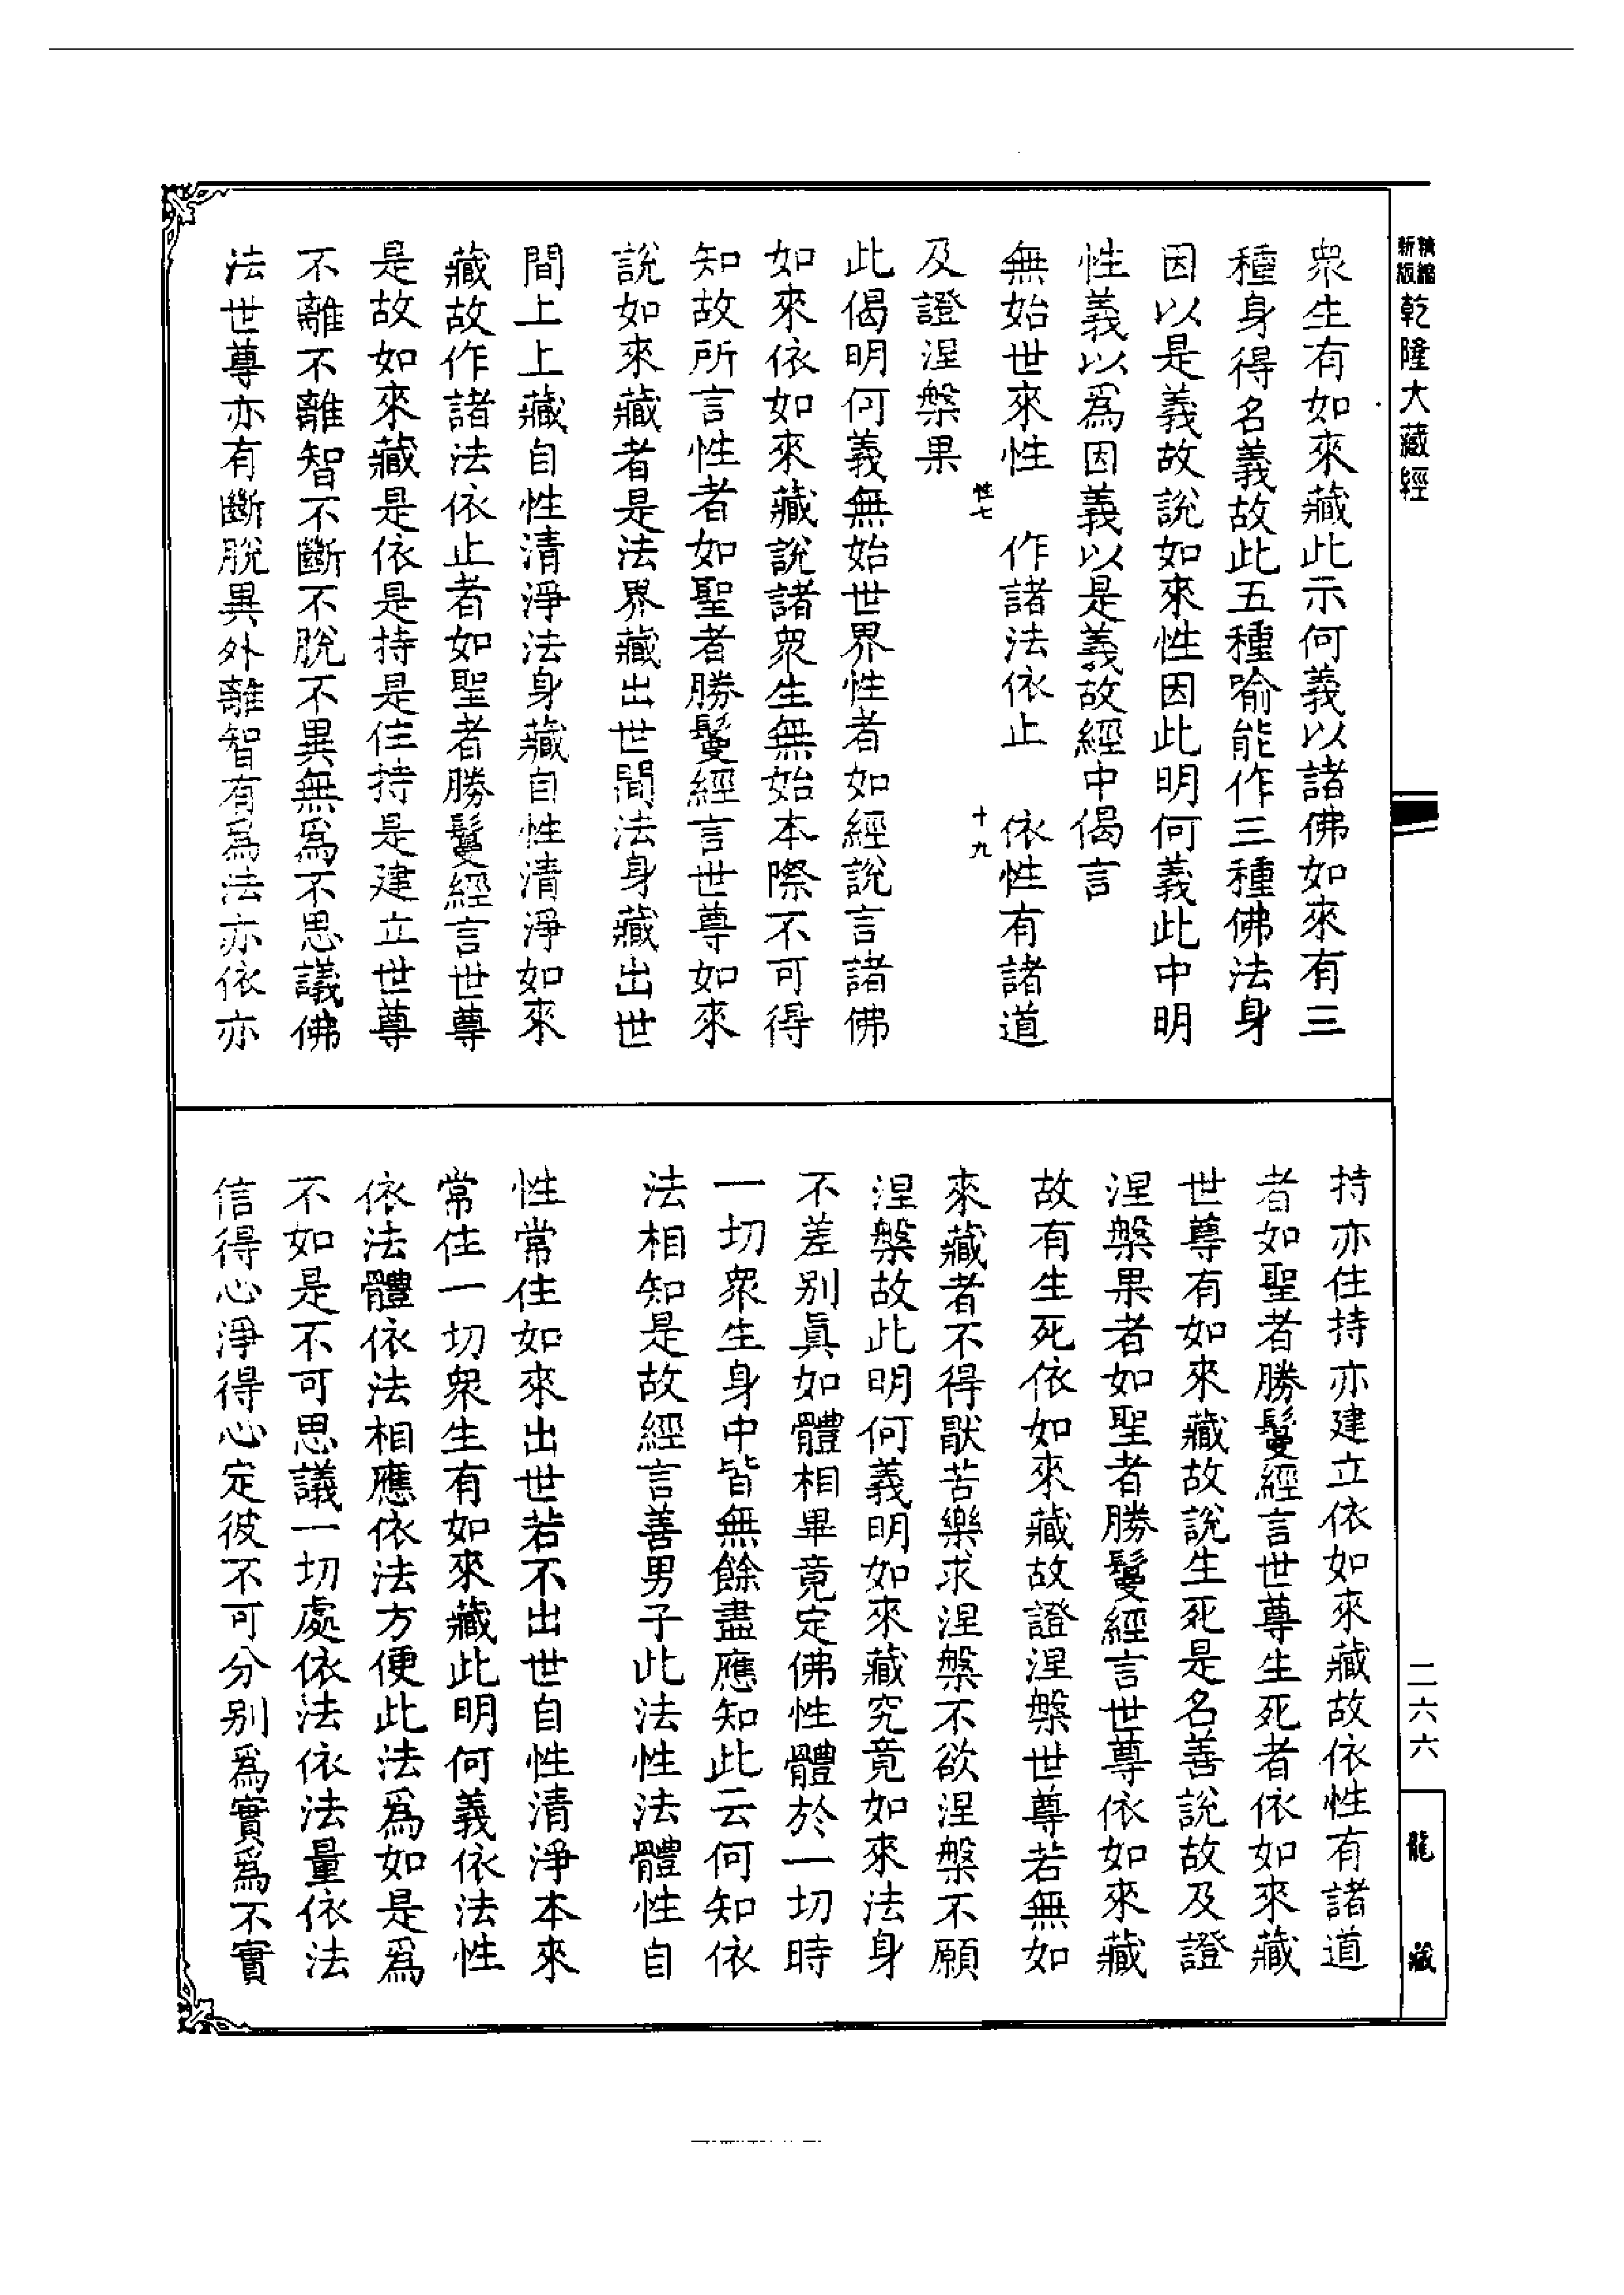 精縮新版乾隆大藏經
衆生有如來藏此示何義以諸佛如來有三
種身得名義故此五種喻能作三種佛法身
因以是義故說如來性因此明何義此中明
性義以爲因義以是義故經中偈言
無始世來性　作諸法依止　依性有諸道
性七　十九
及證涅槃果
此偈明何義無始世界性者如經說言諸佛
如來依如來藏說諸衆生無始本際不可得
知故所言性者如聖者勝鬘經言世尊如來
說如來藏者是法界藏出世間法身藏出世
間上上藏自性清淨法身藏自性清淨如來
藏故作諸法依止者如聖者勝鬘經言世尊
是故如來藏是依是持是住持是建立世尊
不離不離智不斷不脫不異無爲不思議佛
法世尊亦有斷脫異外離智有爲法亦依亦
持亦住持亦建立依如來藏故依性有諸道
者如聖者勝鬘經言世尊生死者依如來藏
世尊有如來藏故說生死是名善說故及證
涅槃果者如聖者勝鬘經言世尊依如來藏
故有生死依如來藏故證涅槃世尊若無如
來藏者不得厭苦樂求涅槃不欲涅槃不願
涅槃故此明何義明如來藏究竟如來法身
不差別眞如體相畢竟定佛性體於一切時
一切衆生身中皆無餘盡應知此云何知依
法相知是故經言善男子此法性法體性自
性常住如來出世若不出世自性清淨本來
常住一切衆生有如來藏此明何義依法性
依法體依法相應依法方便此法爲如是爲
不如是不可思議一切處依法依法量依法
信得心淨得心定彼不可分別爲實爲不實
二六六
龍藏